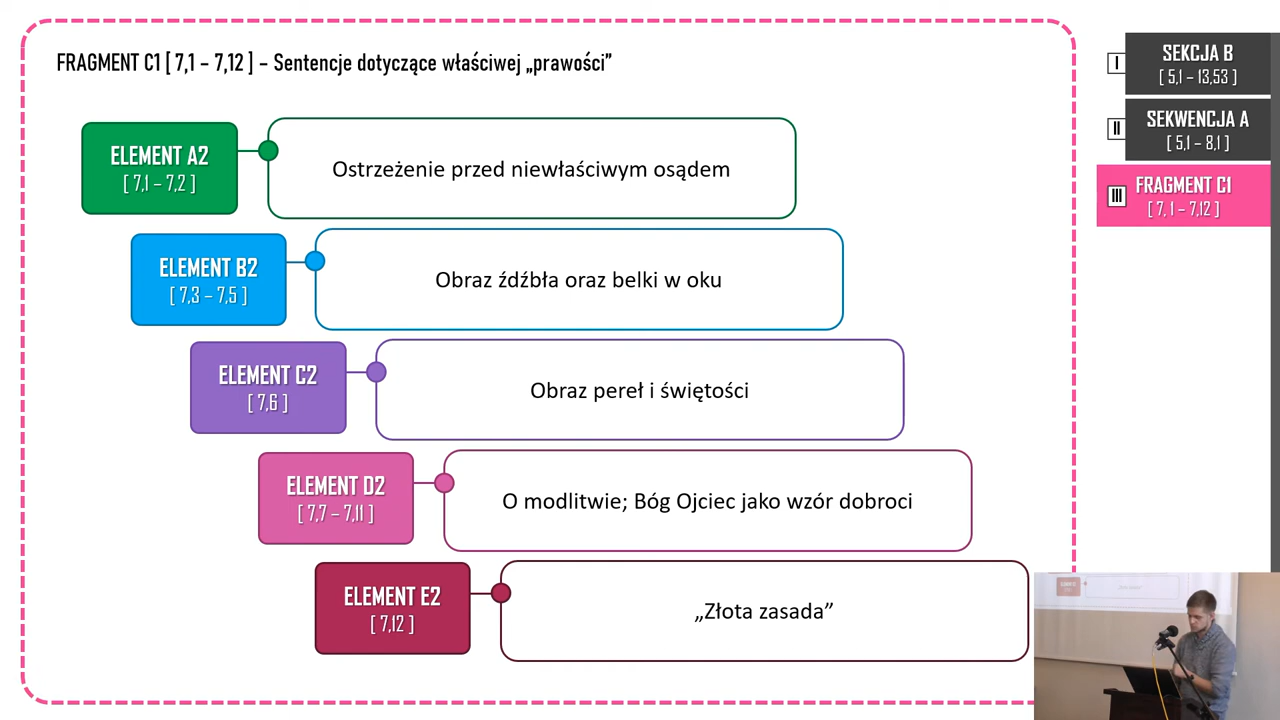 FRAGMENT C1 [ 7,1 – 7,12 ] – Sentencje dotyczące właściwej „prawości”
ELEMENT A2
[ 7,1 – 7,2 ]
Ostrzeżenie przed niewłaściwym osądem
ELEMENT B2
[ 7,3 – 7,5 ]
Obraz źdźbła oraz belki w oku
ELEMENT C2
[ 7,6 ]
Obraz pereł i świętości
ELEMENT D2
[ 7,7 – 7,11 ]
O modlitwie; Bóg Ojciec jako wzór dobroci
ELEMENT E2
[ 7,12 ]
„Złota zasada”
I
SEKCJA B
[ 5,1 – 13,53 ]
II
SEKWENCJA A
[ 5,1 – 8,1 ]
III
FRAGMENT C1
[ 7, 1 – 7,12 ]